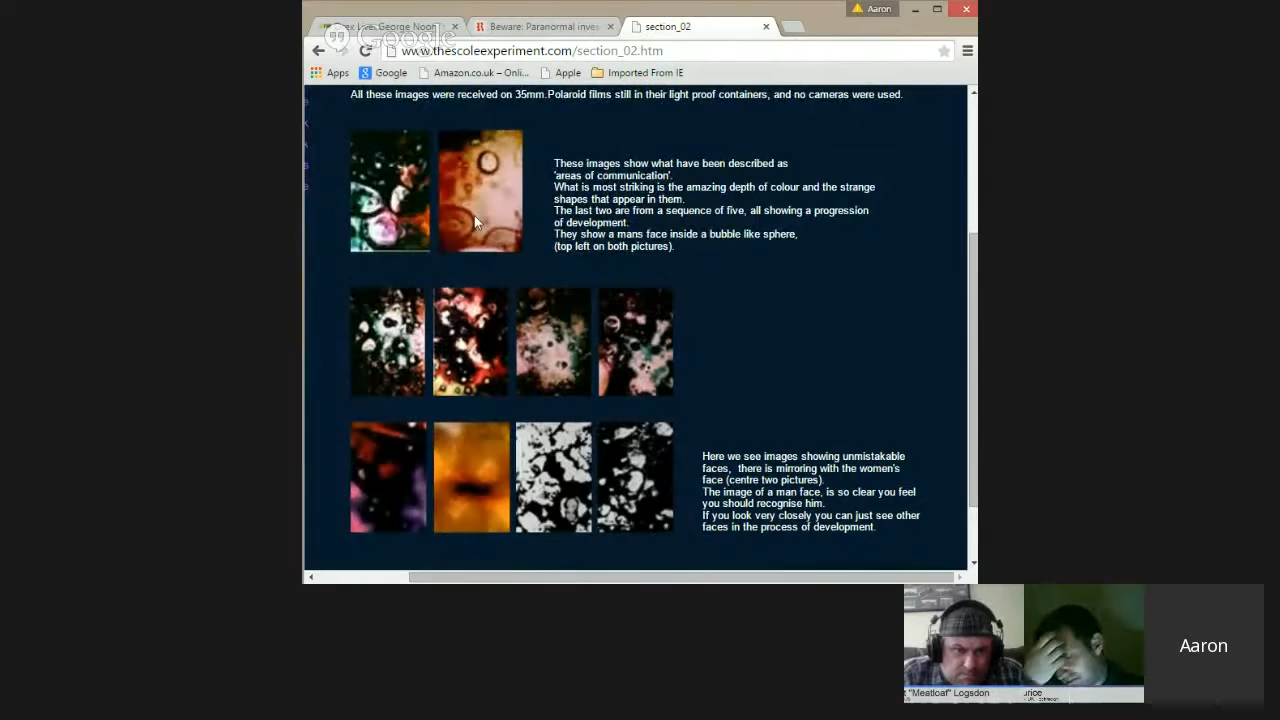 Aaron
ex Live: George Noory
Beware: Paranormal inves
section_02
Google
www.thescoleexperiment.com/section_02.htm
Apps
Google
Amazon.co.uk – Onli...
Apple
Imported From IE
All these images were received on 35mm.Polaroid films still in their light proof containers, and no cameras were used.
These images show what have been described as
'areas of communication'.
What is most striking is the amazing depth of colour and the strange
shapes that appear in them.
The last two are from a sequence of five, all showing a progression
of development.
They show a mans face inside a bubble like sphere,
(top left on both pictures).
Here we see images showing unmistakable
faces, there is mirroring with the women's
face (centre two pictures).
The image of a man face, is so clear you feel
you should recognise him.
If you look very closely you can just see other
faces in the process of development.
Aaron
t "Meatloaf" Logsdon
urice